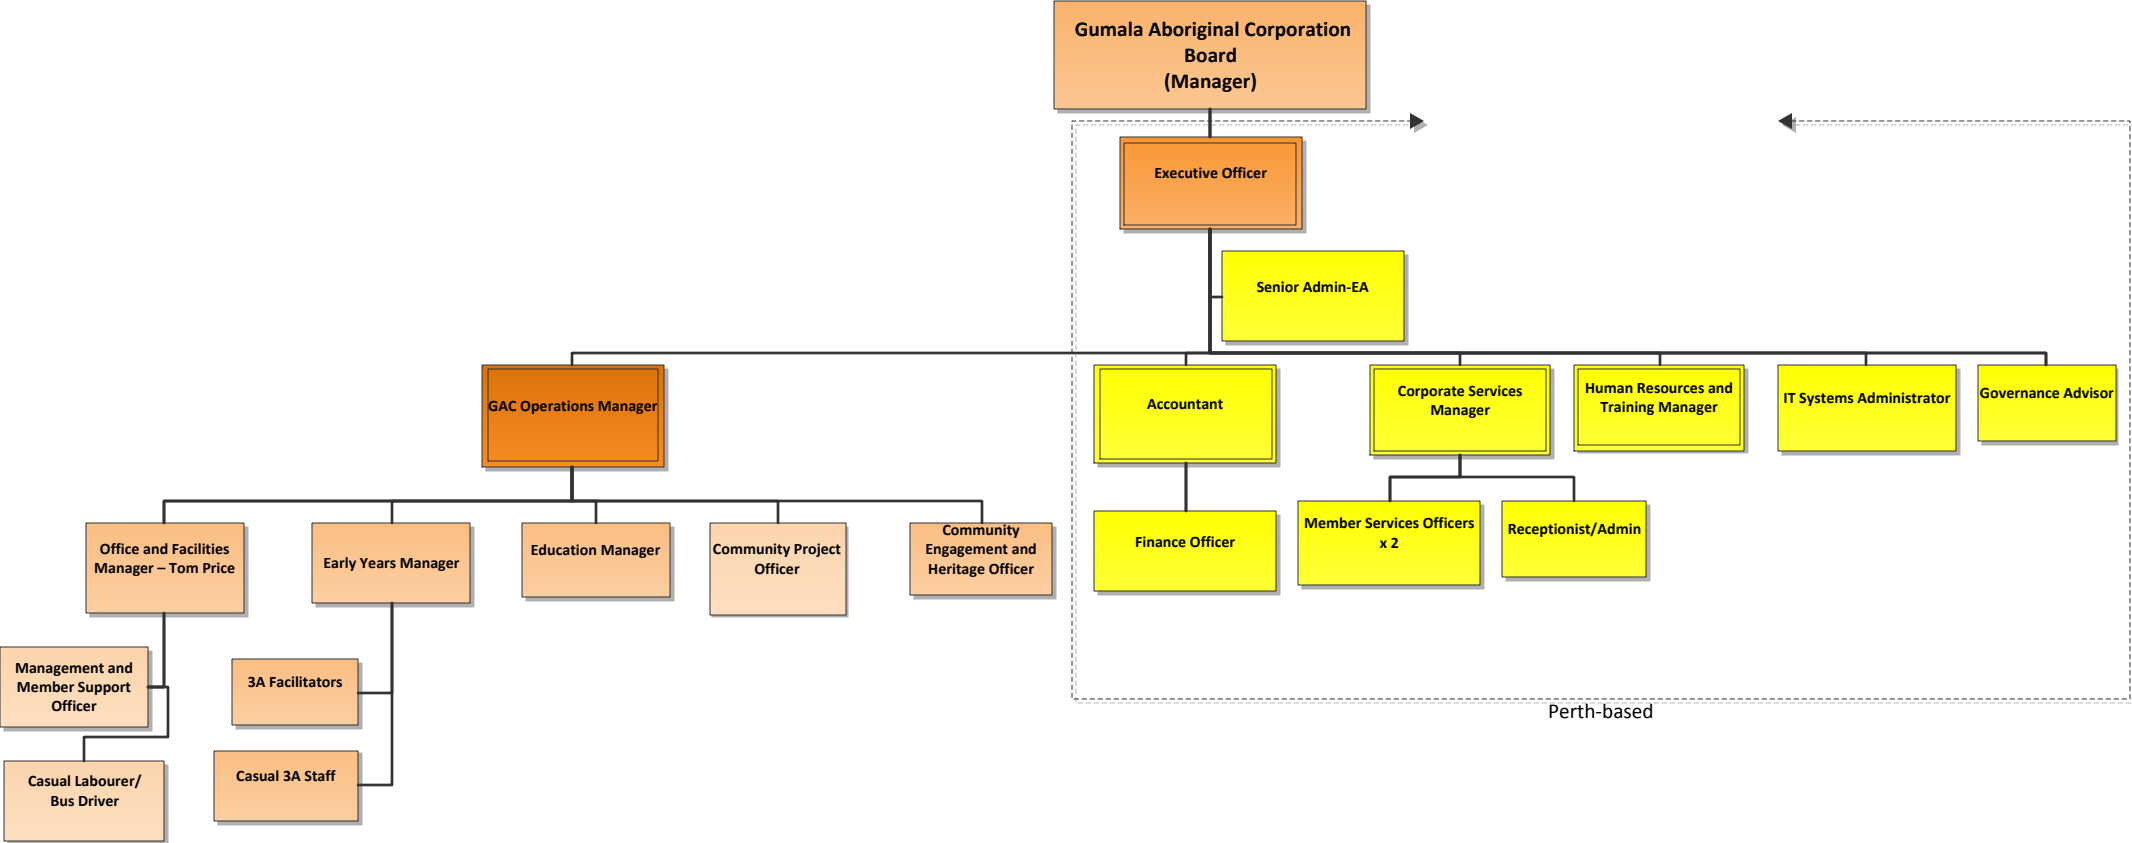 Gumala Aboriginal Corporation
Board
(Manager)
Executive Officer
Senior Admin-EA
GAC Operations Manager
Accountant
Corporate Services
Manager
Human Resources and
Training Manager
IT Systems Administrator
Governance Advisor
Office and Facilities
Manager – Tom Price
Early Years Manager
Education Manager
Community Project
Officer
Community
Engagement and
Heritage Officer
Finance Officer
Member Services Officers
x 2
Receptionist/Admin
Management and
Member Support
Officer
3A Facilitators
Casual Labourer/
Bus Driver
Casual 3A Staff
Perth-based